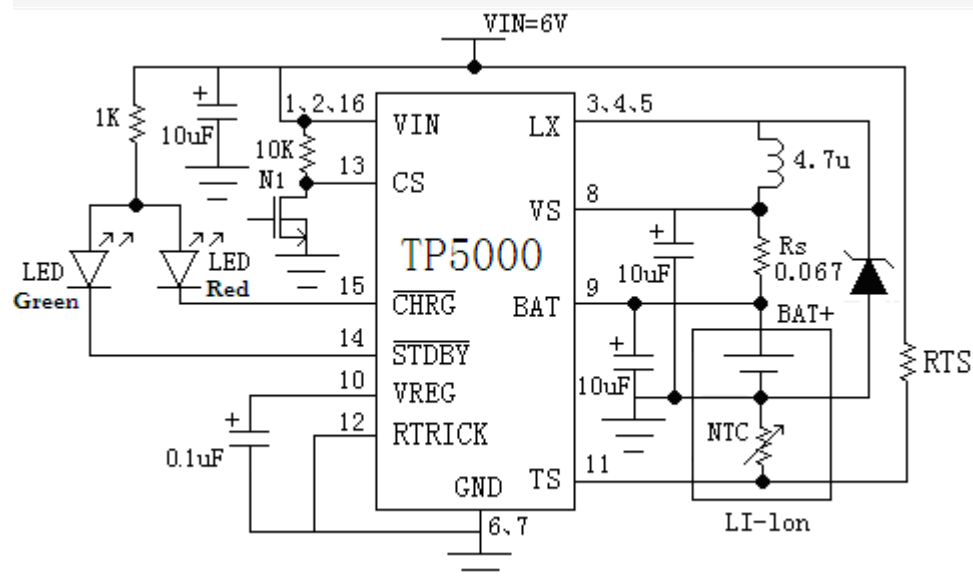 VIN=6V
1、2、16
3、4、5
1K
10uF
10K
VIN
LX
4.7u
N1
13
CS
8
VS
TP5000
Rs
0.067
LED
Green
LED
Red
10uF
15
CHRG
BAT
9
BAT+
14
STDBY
10uF
RTS
10
VREG
12
RTRICK
NTC
0.1uF
GND
TS
11
6、7
LI-lon